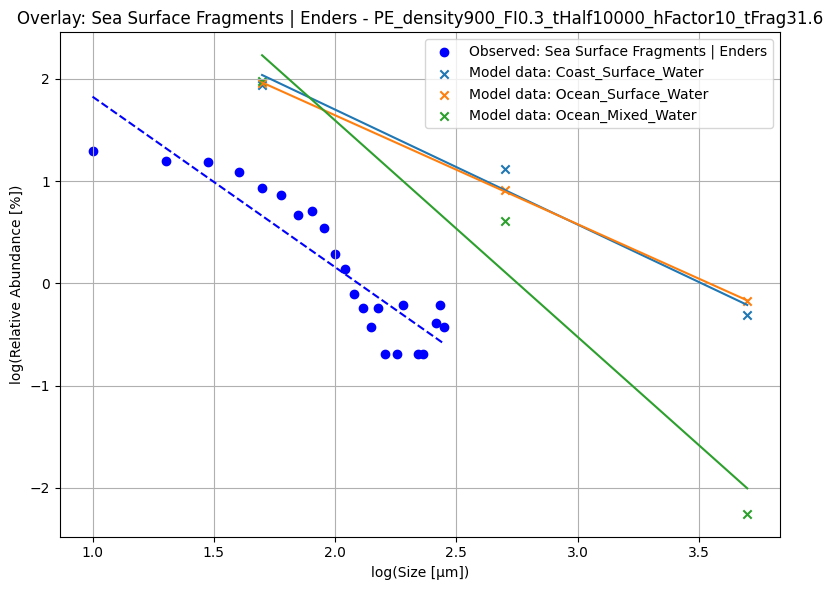 Overlay: Sea Surface Fragments | Enders - PE_density900_FI0.3_tHalf10000_hFactor10_tFrag31.6
Observed: Sea Surface Fragments | Enders
Model data: Coast_Surface_Water
Model data: Ocean_Surface_Water
Model data: Ocean_Mixed_Water
log(Relative Abundance [%])
2
1
0
−1
−2
1.0 1.5 2.0 2.5 3.0 3.5
log(Size [µm])